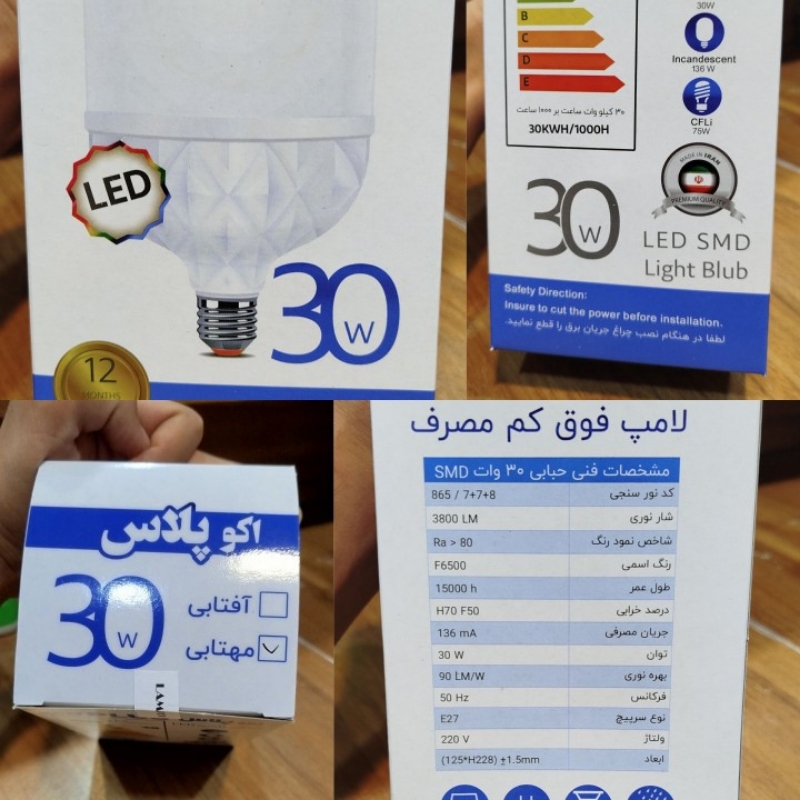 LED
30
W
12
MONTHS
B
C
D
E
۳۰ کیلو وات ساعت بر ۱۰۰۰ ساعت
30KWH/1000H
30W
Incandescent
136 W
CFLi
75W
MADE IN IRAN
PREMIUM QUALITY
30
W
LED SMD
Light Blub
Safety Direction:
Insure to cut the power before installation.
لطفا در هنگام نصب چراغ جریان برق را قطع نمایید.
اکو پلاس
30
W
آفتابی
مهتابی
لامپ فوق کم مصرف
مشخصات فنی حبابی ۳۰ وات SMD
کد نور سنجی 865 / 7+7+8
شار نوری 3800 LM
شاخص نمود رنگ Ra > 80
رنگ اسمی F6500
طول عمر 15000 h
درصد خرابی H70 F50
جریان مصرفی 136 mA
توان 30 W
بهره نوری 90 LM/W
فرکانس 50 Hz
نوع سرپیچ E27
ولتاژ 220 V
ابعاد (125*H228) ±1.5mm